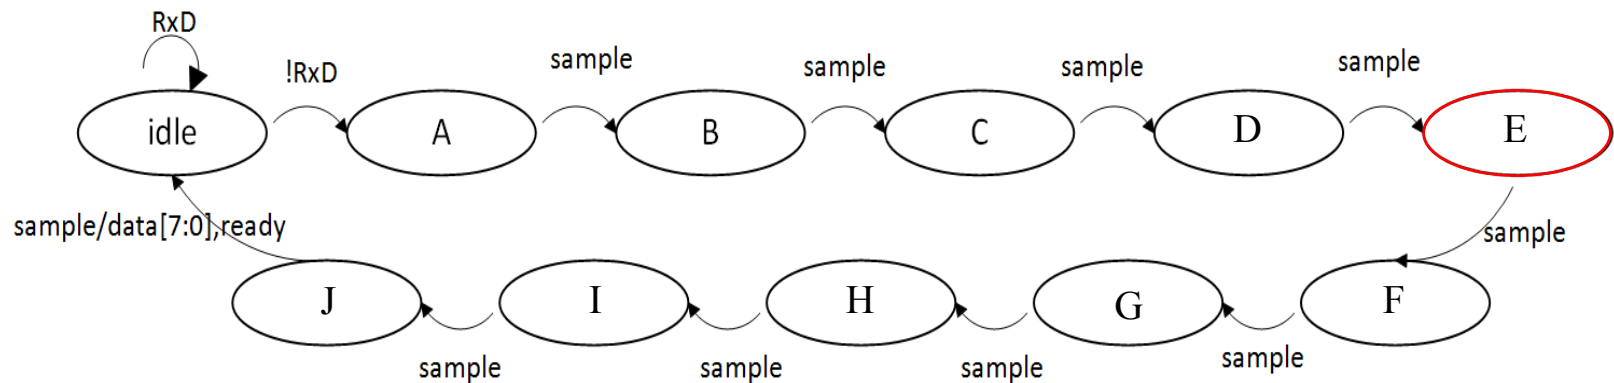 RxD
!RxD
sample
sample
sample
sample
idle
A
B
C
D
E
sample/data[7:0],ready
sample
J
I
H
G
F
sample
sample
sample
sample